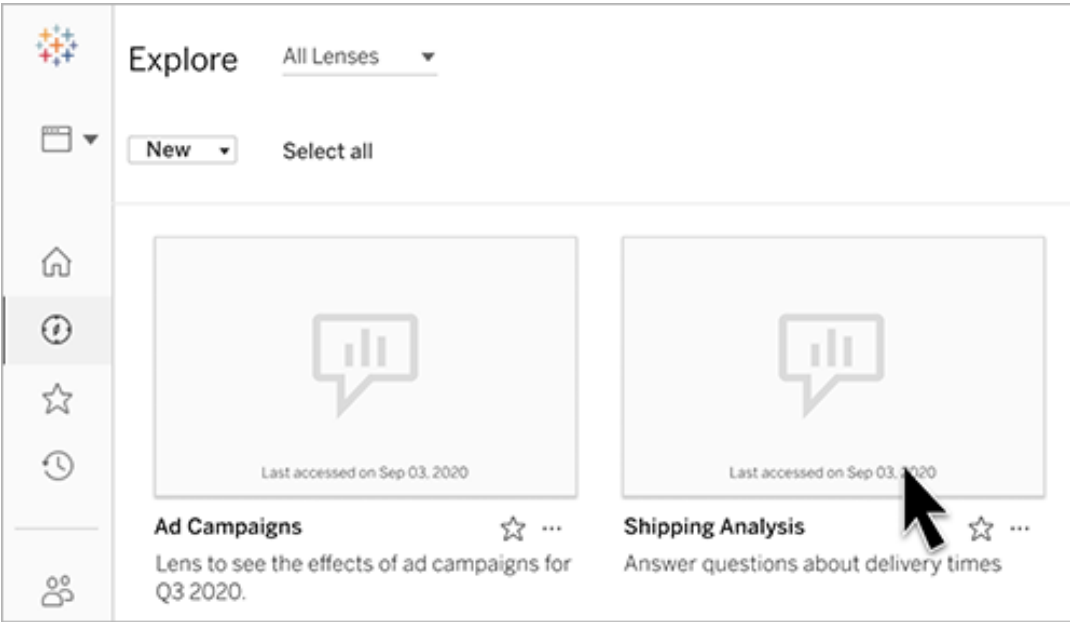 Explore
All Lenses
New
Select all
Last accessed on Sep 03, 2020
Last accessed on Sep 03, 2020
Ad Campaigns
Shipping Analysis
Lens to see the effects of ad campaigns for
Q3 2020.
Answer questions about delivery times